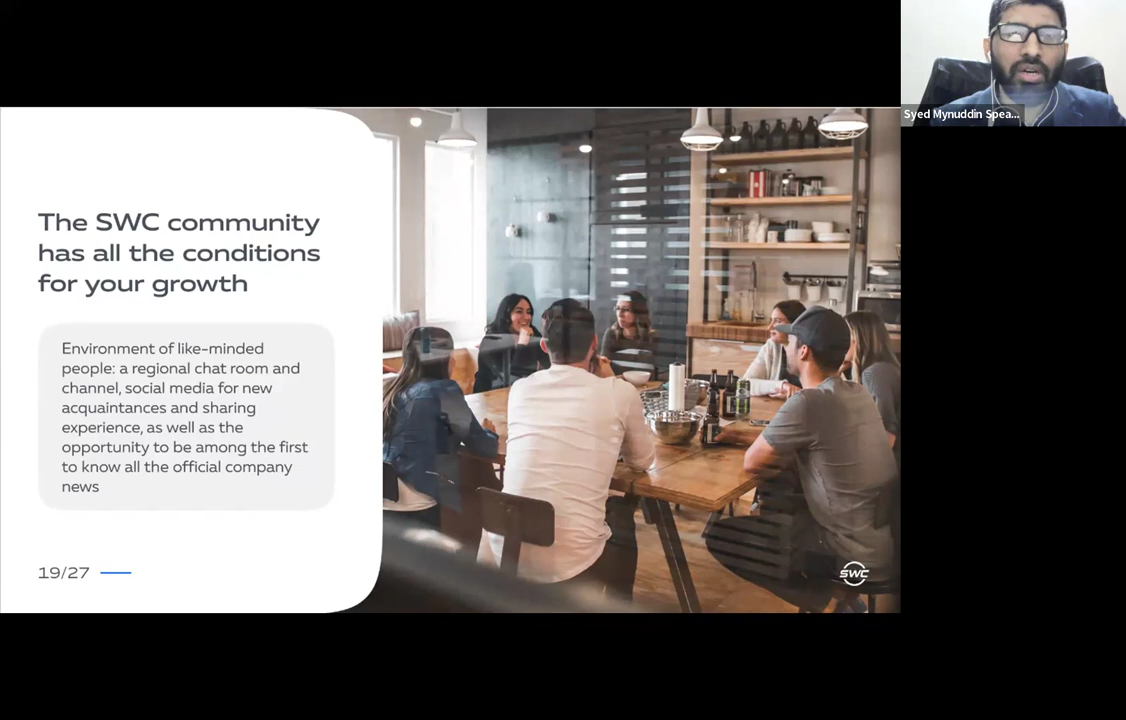 Syed Mynuddin Spea...
The SWC community
has all the conditions
for your growth
Environment of like-minded
people: a regional chat room and
channel, social media for new
acquaintances and sharing
experience, as well as the
opportunity to be among the first
to know all the official company
news
19/27
SWC